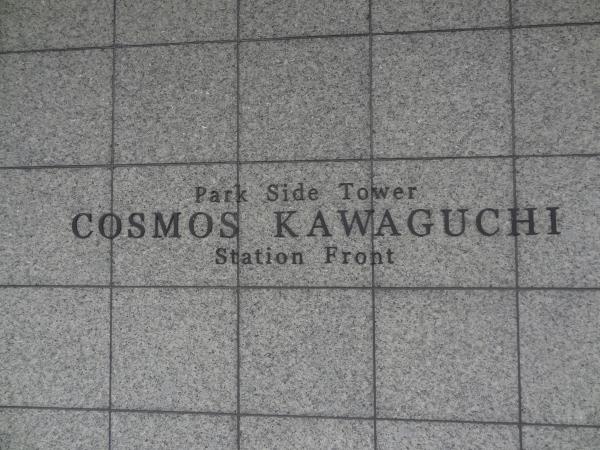 Park Side Tower
COSMOS KAWAGUCHI
Station Front